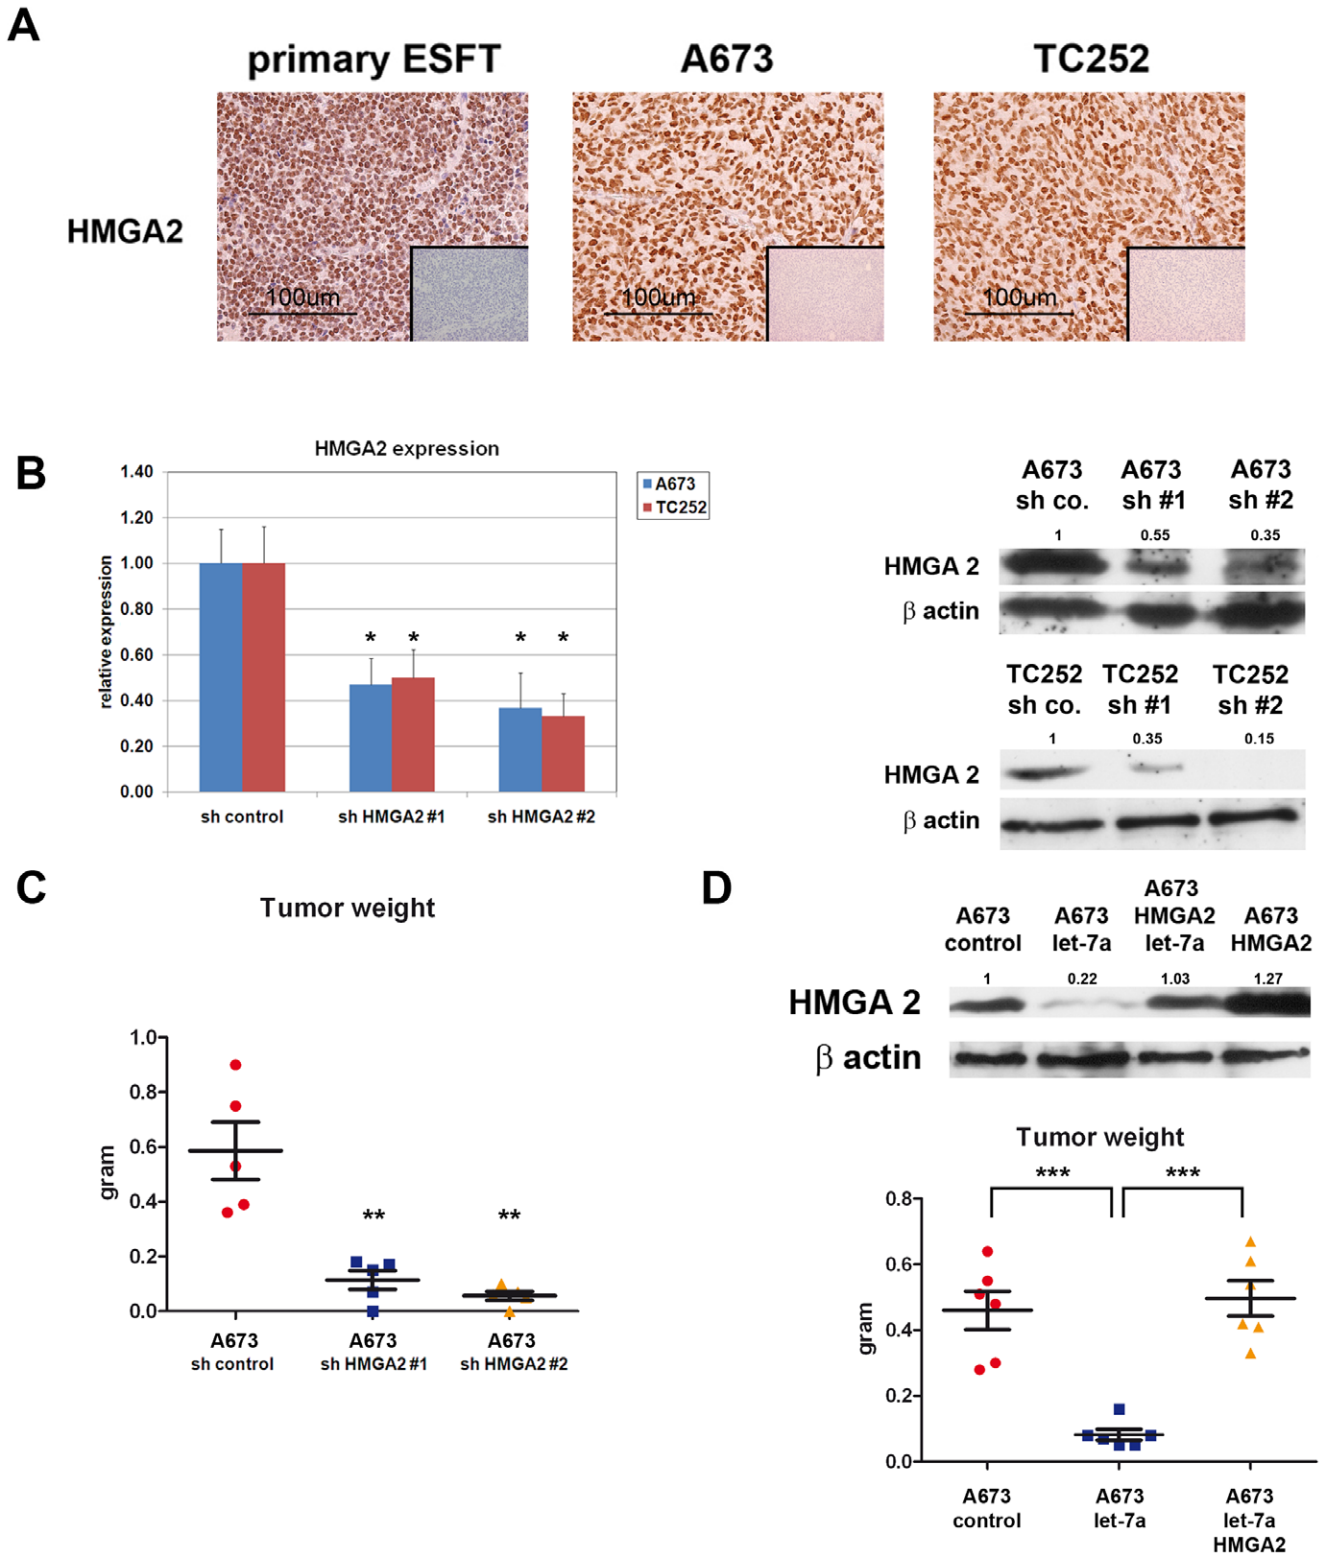 A
primary ESFT
A673
TC252
HMGA2
100um
100um
100um
B
HMGA2 expression
1.40
1.20
1.00
0.80
0.60
0.40
0.20
0.00
relative expression
A673
TC252
* * * *
sh control
sh HMGA2 #1
sh HMGA2 #2
A673 A673 A673
sh co. sh #1 sh #2
1 0.55 0.35
HMGA 2
β actin
TC252 TC252 TC252
sh co. sh #1 sh #2
1 0.35 0.15
HMGA 2
β actin
C
Tumor weight
1.0
0.8
0.6
0.4
0.2
0.0
gram
** **
A673 A673 A673
sh control sh HMGA2 #1 sh HMGA2 #2
D
A673
A673 A673 HMGA2 A673
control let-7a let-7a HMGA2
1 0.22 1.03 1.27
HMGA 2
β actin
Tumor weight
*** ***
0.8
0.6
0.4
0.2
0.0
gram
A673 A673 A673
control let-7a let-7a
HMGA2